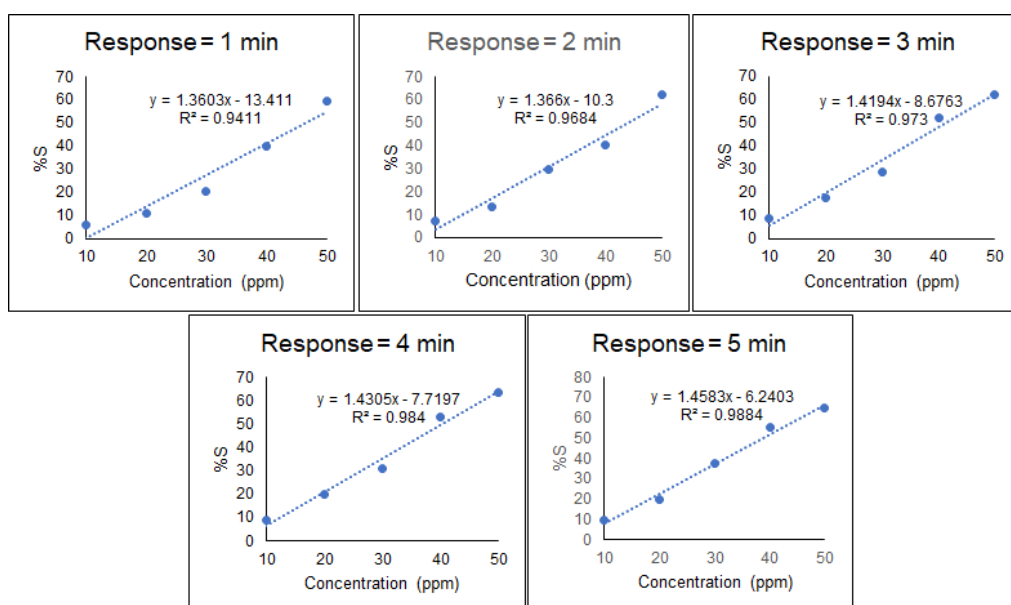 Response = 1 min
70
60
50
40
30
20
10
0
%S
y = 1.3603x - 13.411
R² = 0.9411
10 20 30 40 50
Concentration (ppm)
Response = 2 min
70
60
50
40
30
20
10
0
%S
y = 1.366x - 10.3
R² = 0.9684
10 20 30 40 50
Concentration (ppm)
Response = 3 min
70
60
50
40
30
20
10
0
%S
y = 1.4194x - 8.6763
R² = 0.973
10 20 30 40 50
Concentration (ppm)
Response = 4 min
70
60
50
40
30
20
10
0
%S
y = 1.4305x - 7.7197
R² = 0.984
10 20 30 40 50
Concentration (ppm)
Response = 5 min
80
70
60
50
40
30
20
10
0
%S
y = 1.4583x - 6.2403
R² = 0.9884
10 20 30 40 50
Concentration (ppm)